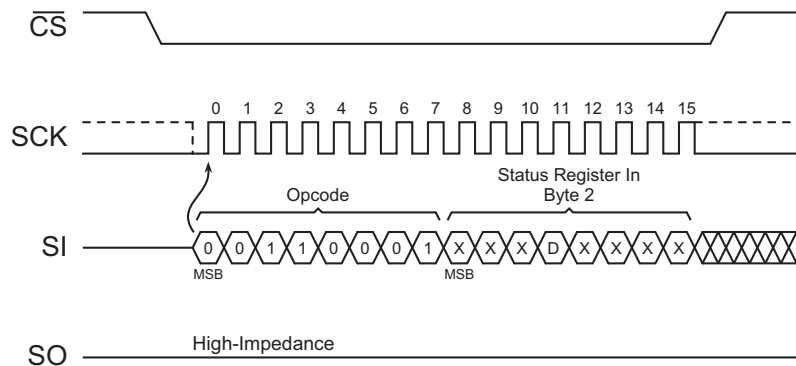 CS
0 1 2 3 4 5 6 7 8 9 10 11 12 13 14 15
SCK
Status Register In
Opcode Byte 2
SI 0 0 1 1 0 0 0 1 X X X D X X X X
MSB MSB
High-Impedance
SO